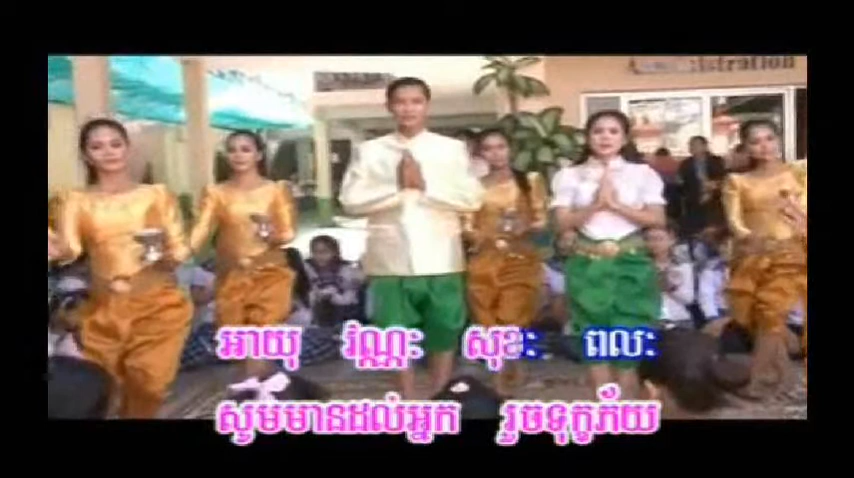 Administration
អាយុ វណ្ណៈ សុខៈ ពលៈ
សូមមានដល់អ្នក រួចទុក្ខភ័យ